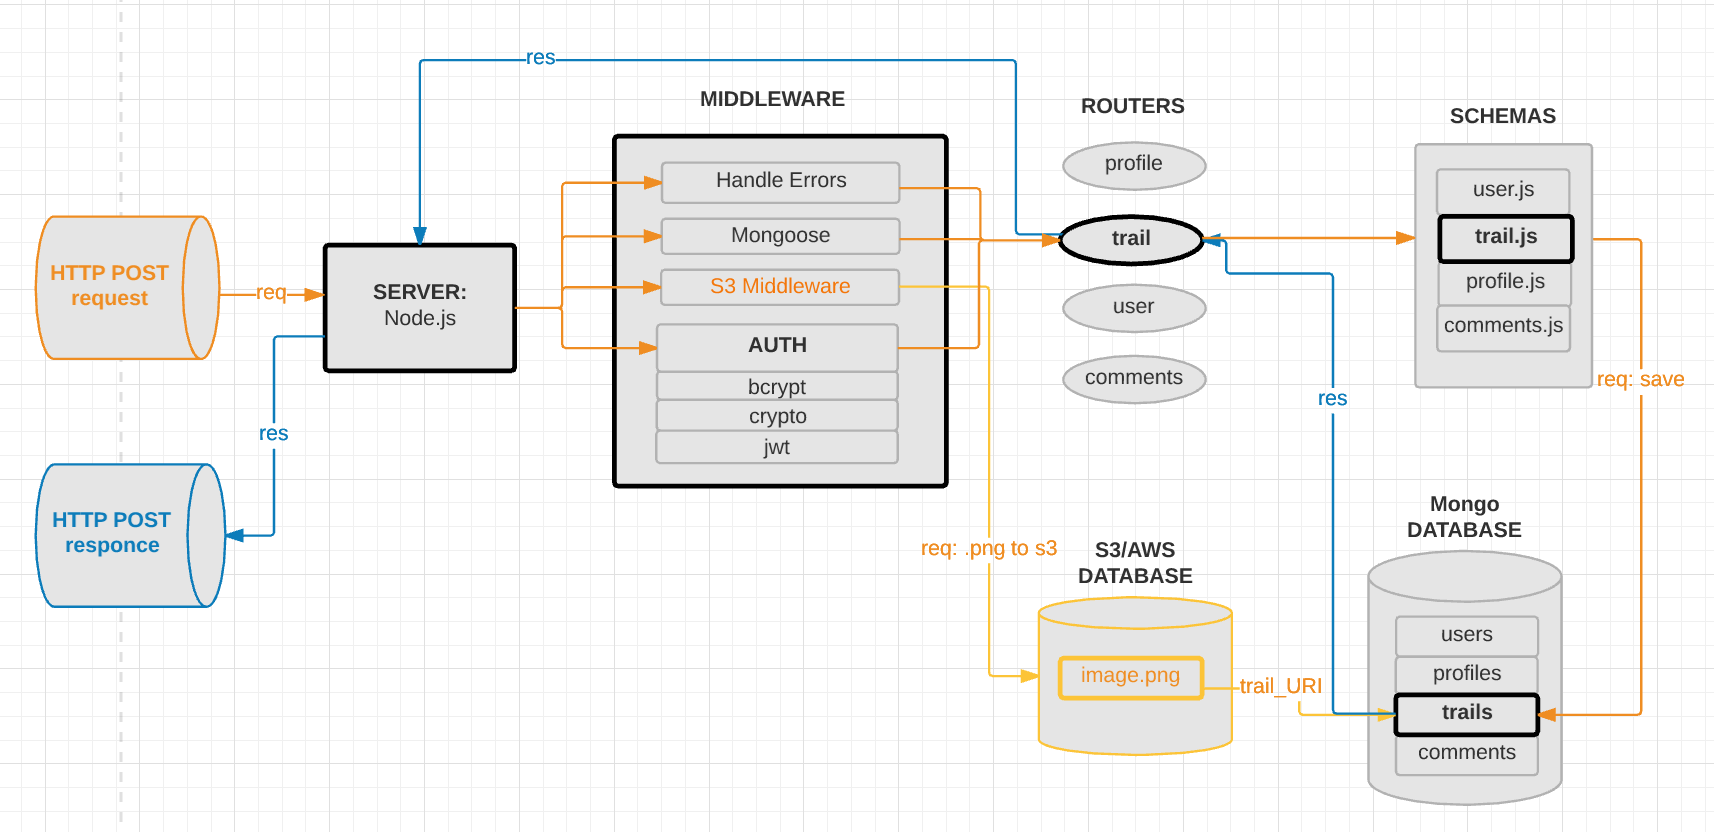 res
MIDDLEWARE
ROUTERS
SCHEMAS
HTTP POST
request
req
SERVER:
Node.js
Handle Errors
Mongoose
S3 Middleware
AUTH
bcrypt
crypto
jwt
profile
trail
user
comments
user.js
trail.js
profile.js
comments.js
req: save
res
res
HTTP POST
responce
req: .png to s3
S3/AWS
DATABASE
image.png
trail_URI
Mongo
DATABASE
users
profiles
trails
comments